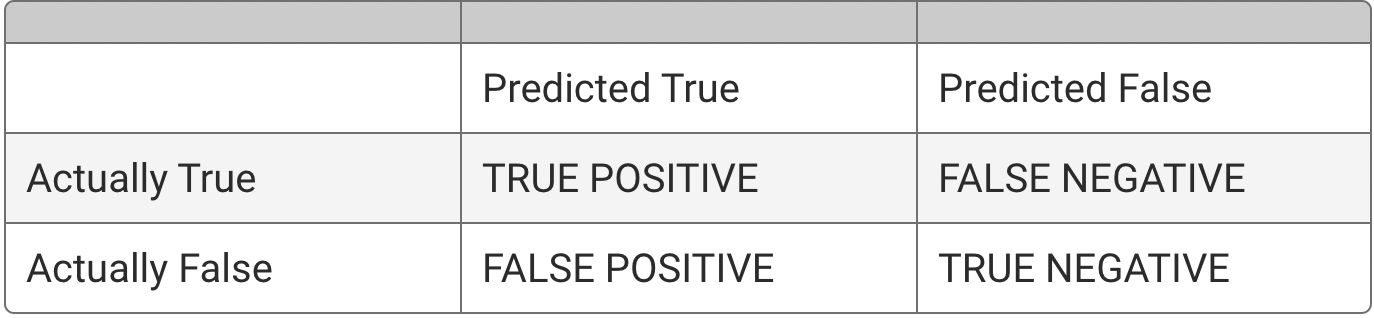 Predicted True Predicted False
Actually True TRUE POSITIVE FALSE NEGATIVE
Actually False FALSE POSITIVE TRUE NEGATIVE